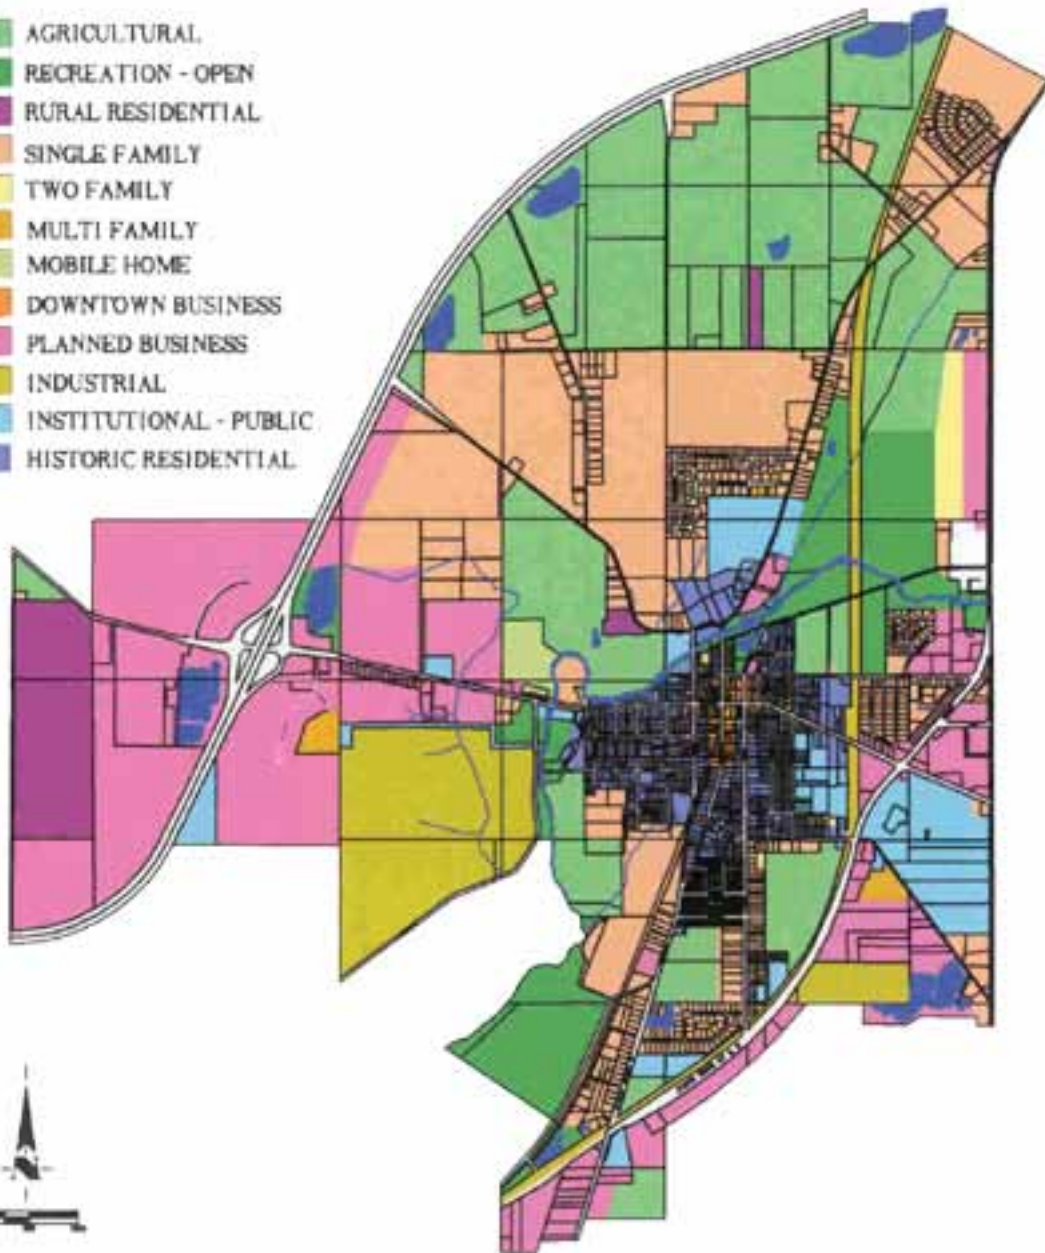 AGRICULTURAL
RECREATION - OPEN
RURAL RESIDENTIAL
SINGLE FAMILY
TWO FAMILY
MULTI FAMILY
MOBILE HOME
DOWNTOWN BUSINESS
PLANNED BUSINESS
INDUSTRIAL
INSTITUTIONAL - PUBLIC
HISTORIC RESIDENTIAL